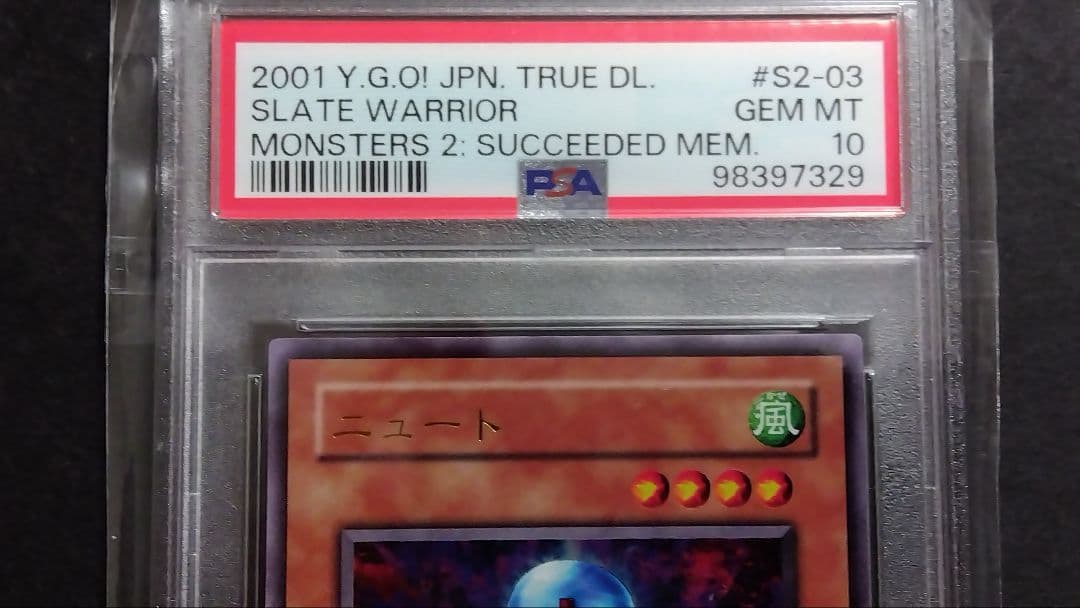 2001 Y.G.O! JPN. TRUE DL. #S2-03
SLATE WARRIOR GEM MT
MONSTERS 2: SUCCEEDED MEM. 10
PSA 98397329
ニュート 風